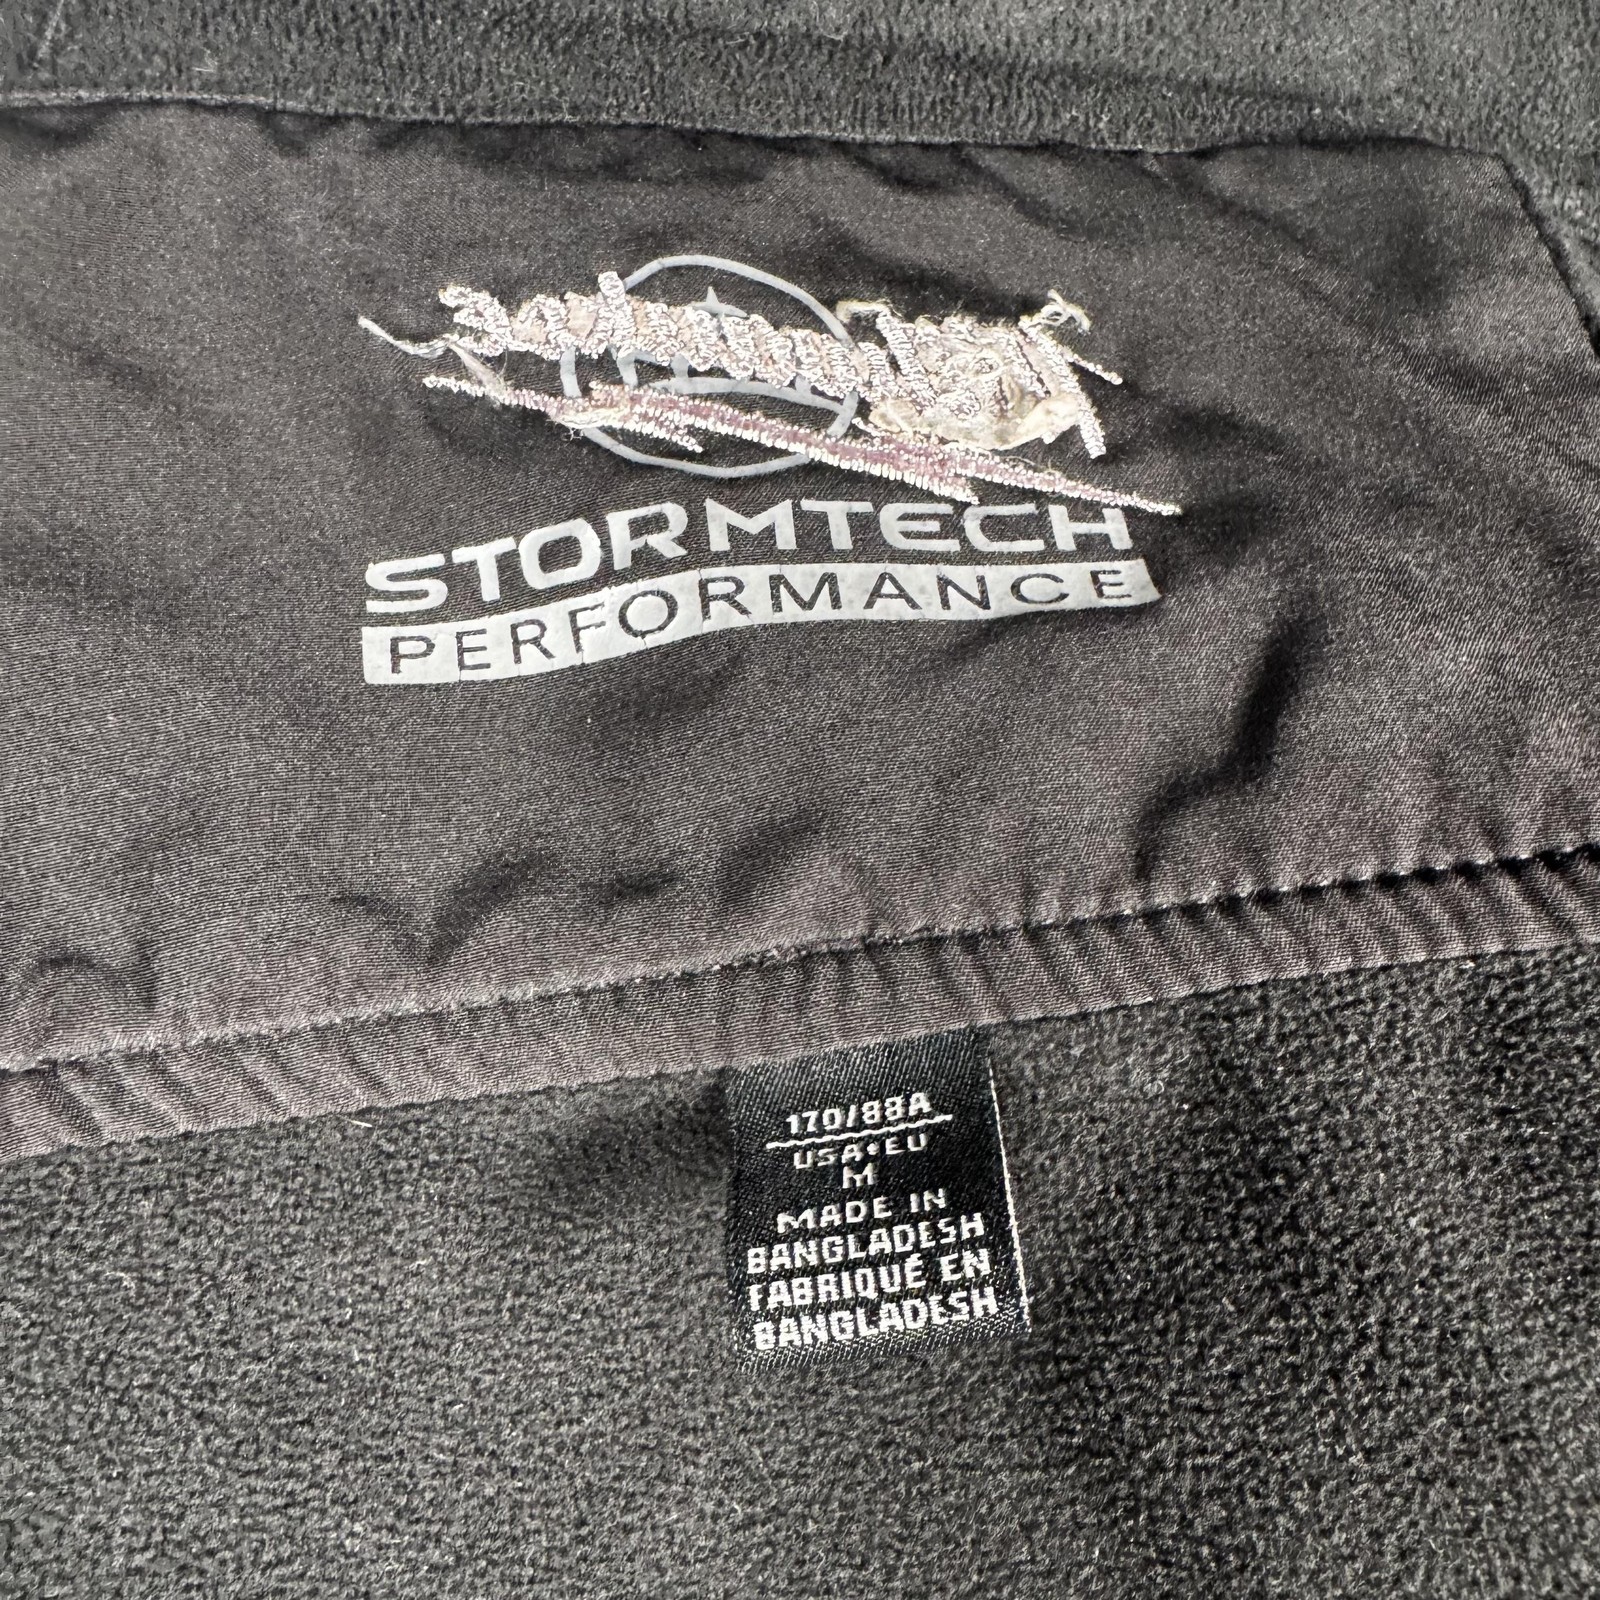 STORMTECH
PERFORMANCE
170/88A
USA•EU
M
MADE IN
BANGLADESH
FABRIQUÉ EN
BANGLADESH